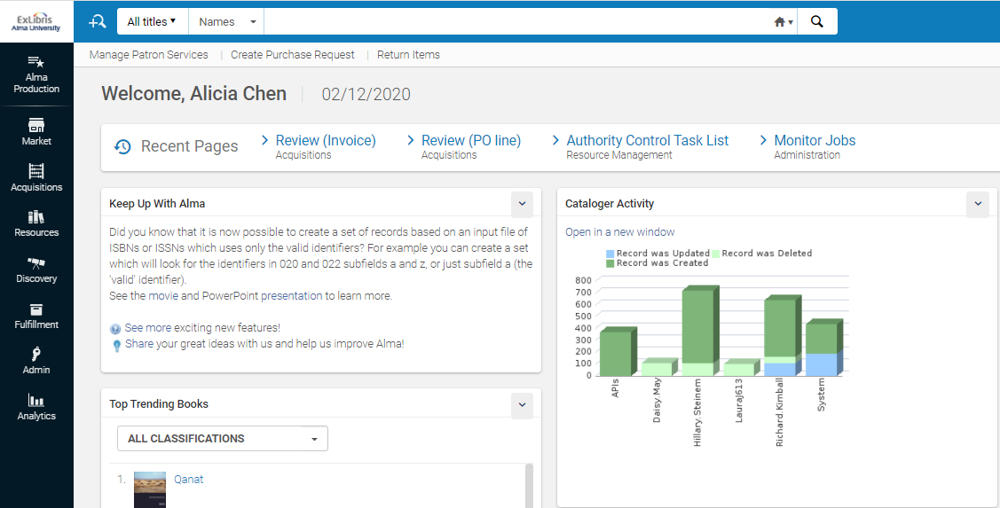 ExLibris
Alma University
All titles
Names
Alma
Production
Market
Acquisitions
Resources
Discovery
Fulfillment
Admin
Analytics
Manage Patron Services | Create Purchase Request | Return Items
Welcome, Alicia Chen 02/12/2020
Recent Pages
Review (Invoice)
Acquisitions
Review (PO line)
Acquisitions
Authority Control Task List
Resource Management
Monitor Jobs
Administration
Keep Up With Alma
Did you know that it is now possible to create a set of records based on an input file of
ISBNs or ISSNs which uses only the valid identifiers? For example you can create a set
which will look for the identifiers in 020 and 022 subfields a and z, or just subfield a (the
'valid' identifier).
See the movie and PowerPoint presentation to learn more.
See more exciting new features!
Share your great ideas with us and help us improve Alma!
Top Trending Books
ALL CLASSIFICATIONS
1. Qanat
Cataloger Activity
Open in a new window
Record was Updated Record was Deleted
Record was Created
800
700
600
500
400
300
200
100
0
APIs
Daisy.May
Hillary.Steinem
LauraJ613
Richard.Kimball
System